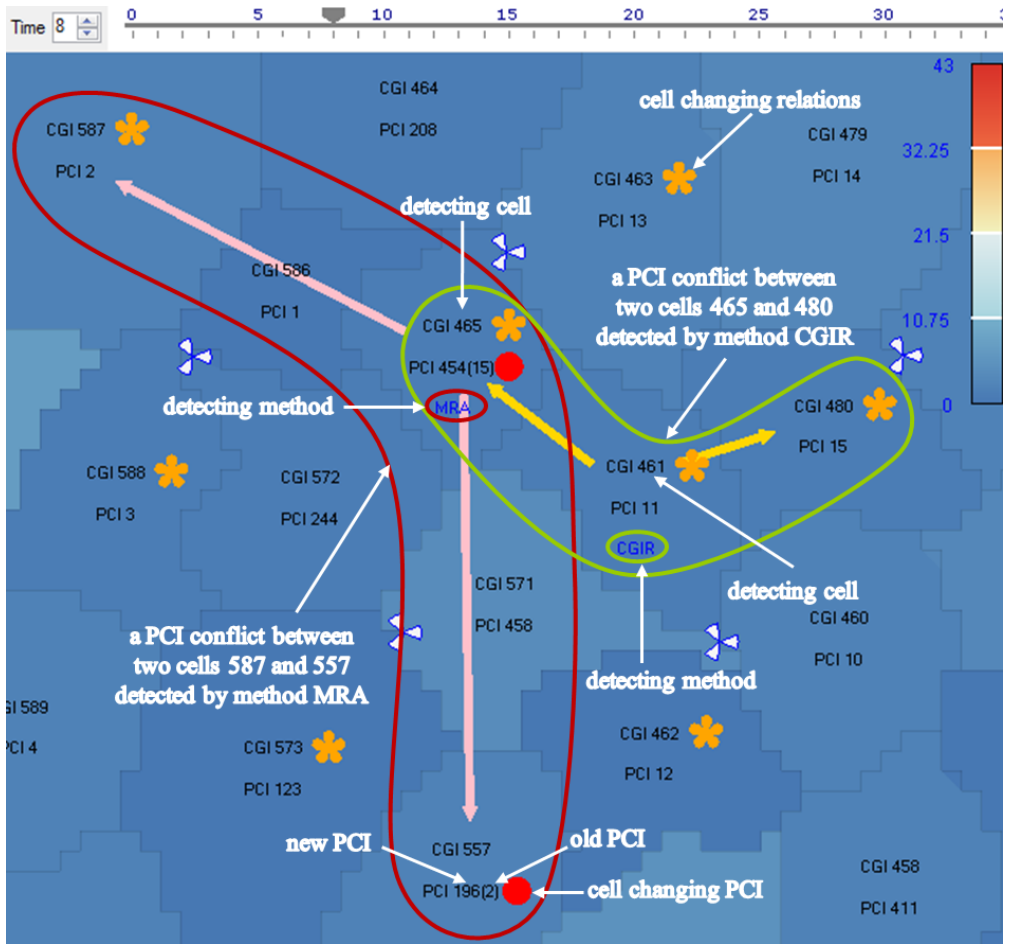 Time 8
0 5 10 15 20 25 30
43
32.25
21.5
10.75
0
CGI 464
PCI 208
cell changing relations
CGI 479
PCI 14
CGI 587
PCI 2
CGI 463
PCI 13
detecting cell
CGI 586
PCI 1
a PCI conflict between
two cells 465 and 480
detected by method CGIR
CGI 465
PCI 454(15)
MRA
detecting method
CGI 480
PCI 15
CGI 461
PCI 11
CGIR
CGI 588
PCI 3
CGI 572
PCI 244
detecting cell
CGI 571
PCI 458
CGI 460
PCI 10
a PCI conflict between
two cells 587 and 557
detected by method MRA
detecting method
GI 589
PCI 4
CGI 573
PCI 123
CGI 462
PCI 12
new PCI
old PCI
CGI 557
PCI 196(2)
cell changing PCI
CGI 458
PCI 411